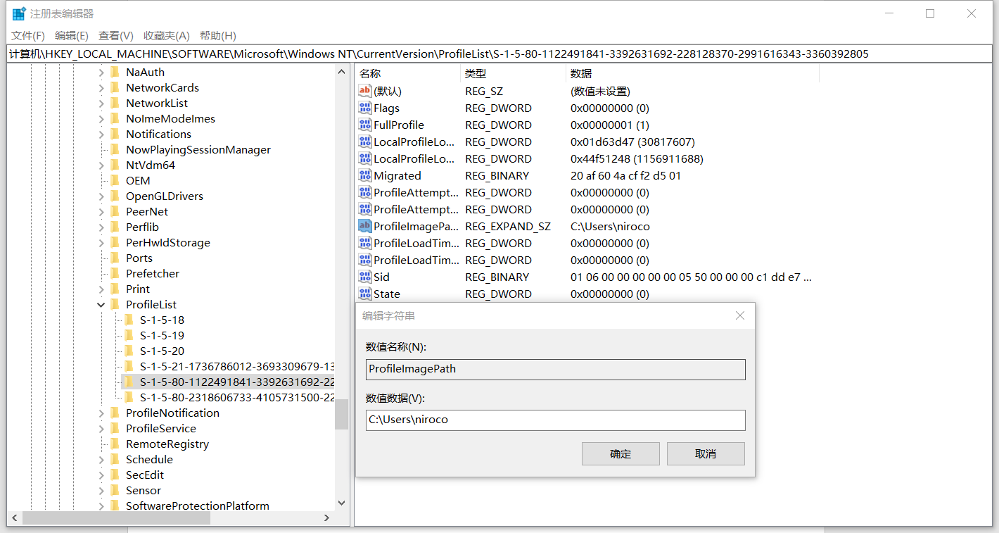 注册表编辑器
文件(F) 编辑(E) 查看(V) 收藏夹(A) 帮助(H)
计算机\HKEY_LOCAL_MACHINE\SOFTWARE\Microsoft\Windows NT\CurrentVersion\ProfileList\S-1-5-80-1122491841-3392631692-228128370-2991616343-3360392805
NaAuth
NetworkCards
NetworkList
NoImeModeImes
Notifications
NowPlayingSessionManager
NtVdm64
OEM
OpenGLDrivers
PeerNet
Perflib
PerHwIdStorage
Ports
Prefetcher
Print
ProfileList
S-1-5-18
S-1-5-19
S-1-5-20
S-1-5-21-1736786012-3693309679-13
S-1-5-80-1122491841-3392631692-22
S-1-5-80-2318606733-4105731500-22
ProfileNotification
ProfileService
RemoteRegistry
Schedule
SecEdit
Sensor
SoftwareProtectionPlatform
名称 类型 数据
(默认) REG_SZ (数值未设置)
Flags REG_DWORD 0x00000000 (0)
FullProfile REG_DWORD 0x00000001 (1)
LocalProfileLo... REG_DWORD 0x01d63d47 (30817607)
LocalProfileLo... REG_DWORD 0x44f51248 (1156911688)
Migrated REG_BINARY 20 af 60 4a cf f2 d5 01
ProfileAttempt... REG_DWORD 0x00000000 (0)
ProfileAttempt... REG_DWORD 0x00000000 (0)
ProfileImagePa... REG_EXPAND_SZ C:\Users\niroco
ProfileLoadTim... REG_DWORD 0x00000000 (0)
ProfileLoadTim... REG_DWORD 0x00000000 (0)
Sid REG_BINARY 01 06 00 00 00 00 00 05 50 00 00 00 c1 dd e7 ...
State REG_DWORD 0x00000000 (0)
编辑字符串
数值名称(N):
ProfileImagePath
数值数据(V):
C:\Users\niroco
确定 取消